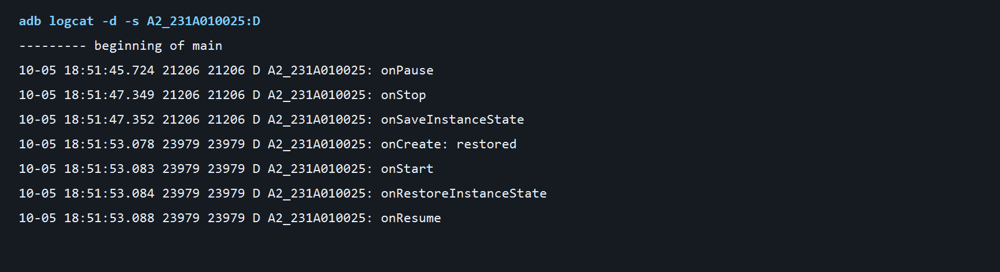 adb logcat -d -s A2_231A010025:D
--------- beginning of main
10-05 18:51:45.724 21206 21206 D A2_231A010025: onPause
10-05 18:51:47.349 21206 21206 D A2_231A010025: onStop
10-05 18:51:47.352 21206 21206 D A2_231A010025: onSaveInstanceState
10-05 18:51:53.078 23979 23979 D A2_231A010025: onCreate: restored
10-05 18:51:53.083 23979 23979 D A2_231A010025: onStart
10-05 18:51:53.084 23979 23979 D A2_231A010025: onRestoreInstanceState
10-05 18:51:53.088 23979 23979 D A2_231A010025: onResume